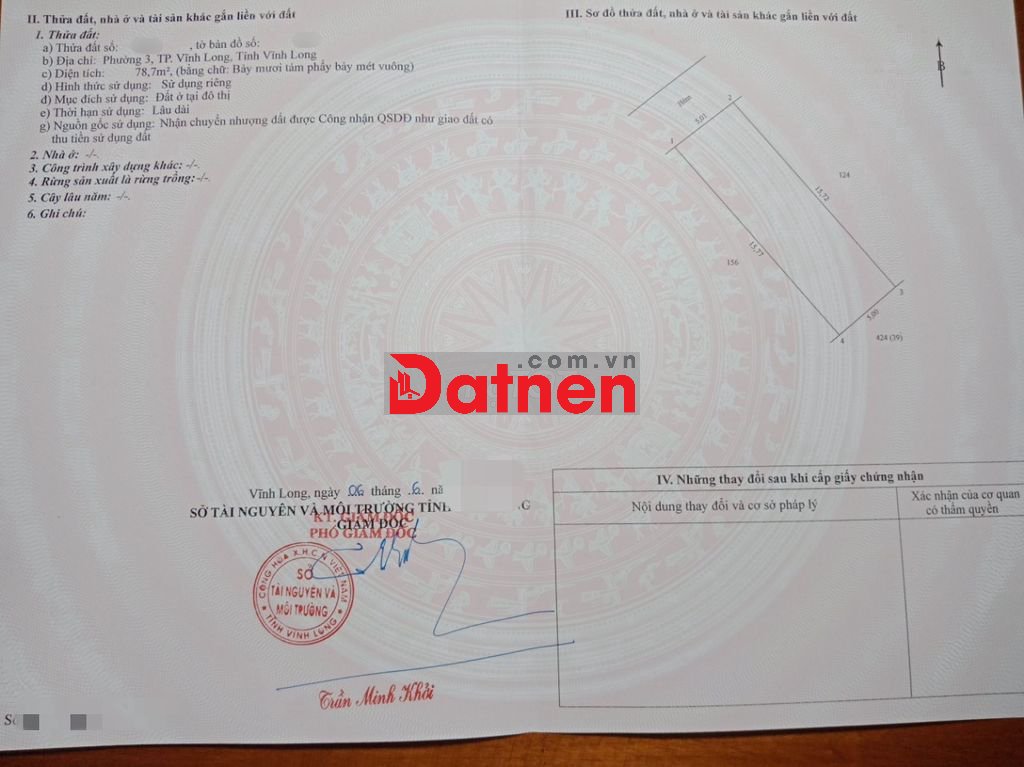 II. Thửa đất, nhà ở và tài sản khác gắn liền với đất
1. Thửa đất:
a) Thửa đất số: , tờ bản đồ số:
b) Địa chỉ: Phường 3, TP. Vĩnh Long, Tỉnh Vĩnh Long
c) Diện tích: 78,7m², (bằng chữ: Bảy mươi tám phẩy bảy mét vuông)
d) Hình thức sử dụng: Sử dụng riêng
đ) Mục đích sử dụng: Đất ở tại đô thị
e) Thời hạn sử dụng: Lâu dài
g) Nguồn gốc sử dụng: Nhận chuyển nhượng đất được Công nhận QSDĐ như giao đất có
thu tiền sử dụng đất
2. Nhà ở: -/-.
3. Công trình xây dựng khác: -/-.
4. Rừng sản xuất là rừng trồng:-/-.
5. Cây lâu năm: -/-.
6. Ghi chú:
III. Sơ đồ thửa đất, nhà ở và tài sản khác gắn liền với đất
B
Hẻm
5,01
1
2
124
15,72
15,77
156
3
5,00
4
424 (39)
.com.vn
Datnen
Vĩnh Long, ngày 06 tháng .6. nă
SỞ TÀI NGUYÊN VÀ MÔI TRƯỜNG TỈNH
.G
KT. GIÁM ĐỐC
GIÁM ĐỐC
PHÓ GIÁM ĐỐC
CỘNG HÒA X.H.C.N VIỆT NAM
SỞ
TÀI NGUYÊN VÀ
MÔI TRƯỜNG
TỈNH VĨNH LONG
Trần Minh Khởi
IV. Những thay đổi sau khi cấp giấy chứng nhận
Nội dung thay đổi và cơ sở pháp lý
Xác nhận của cơ quan
có thẩm quyền